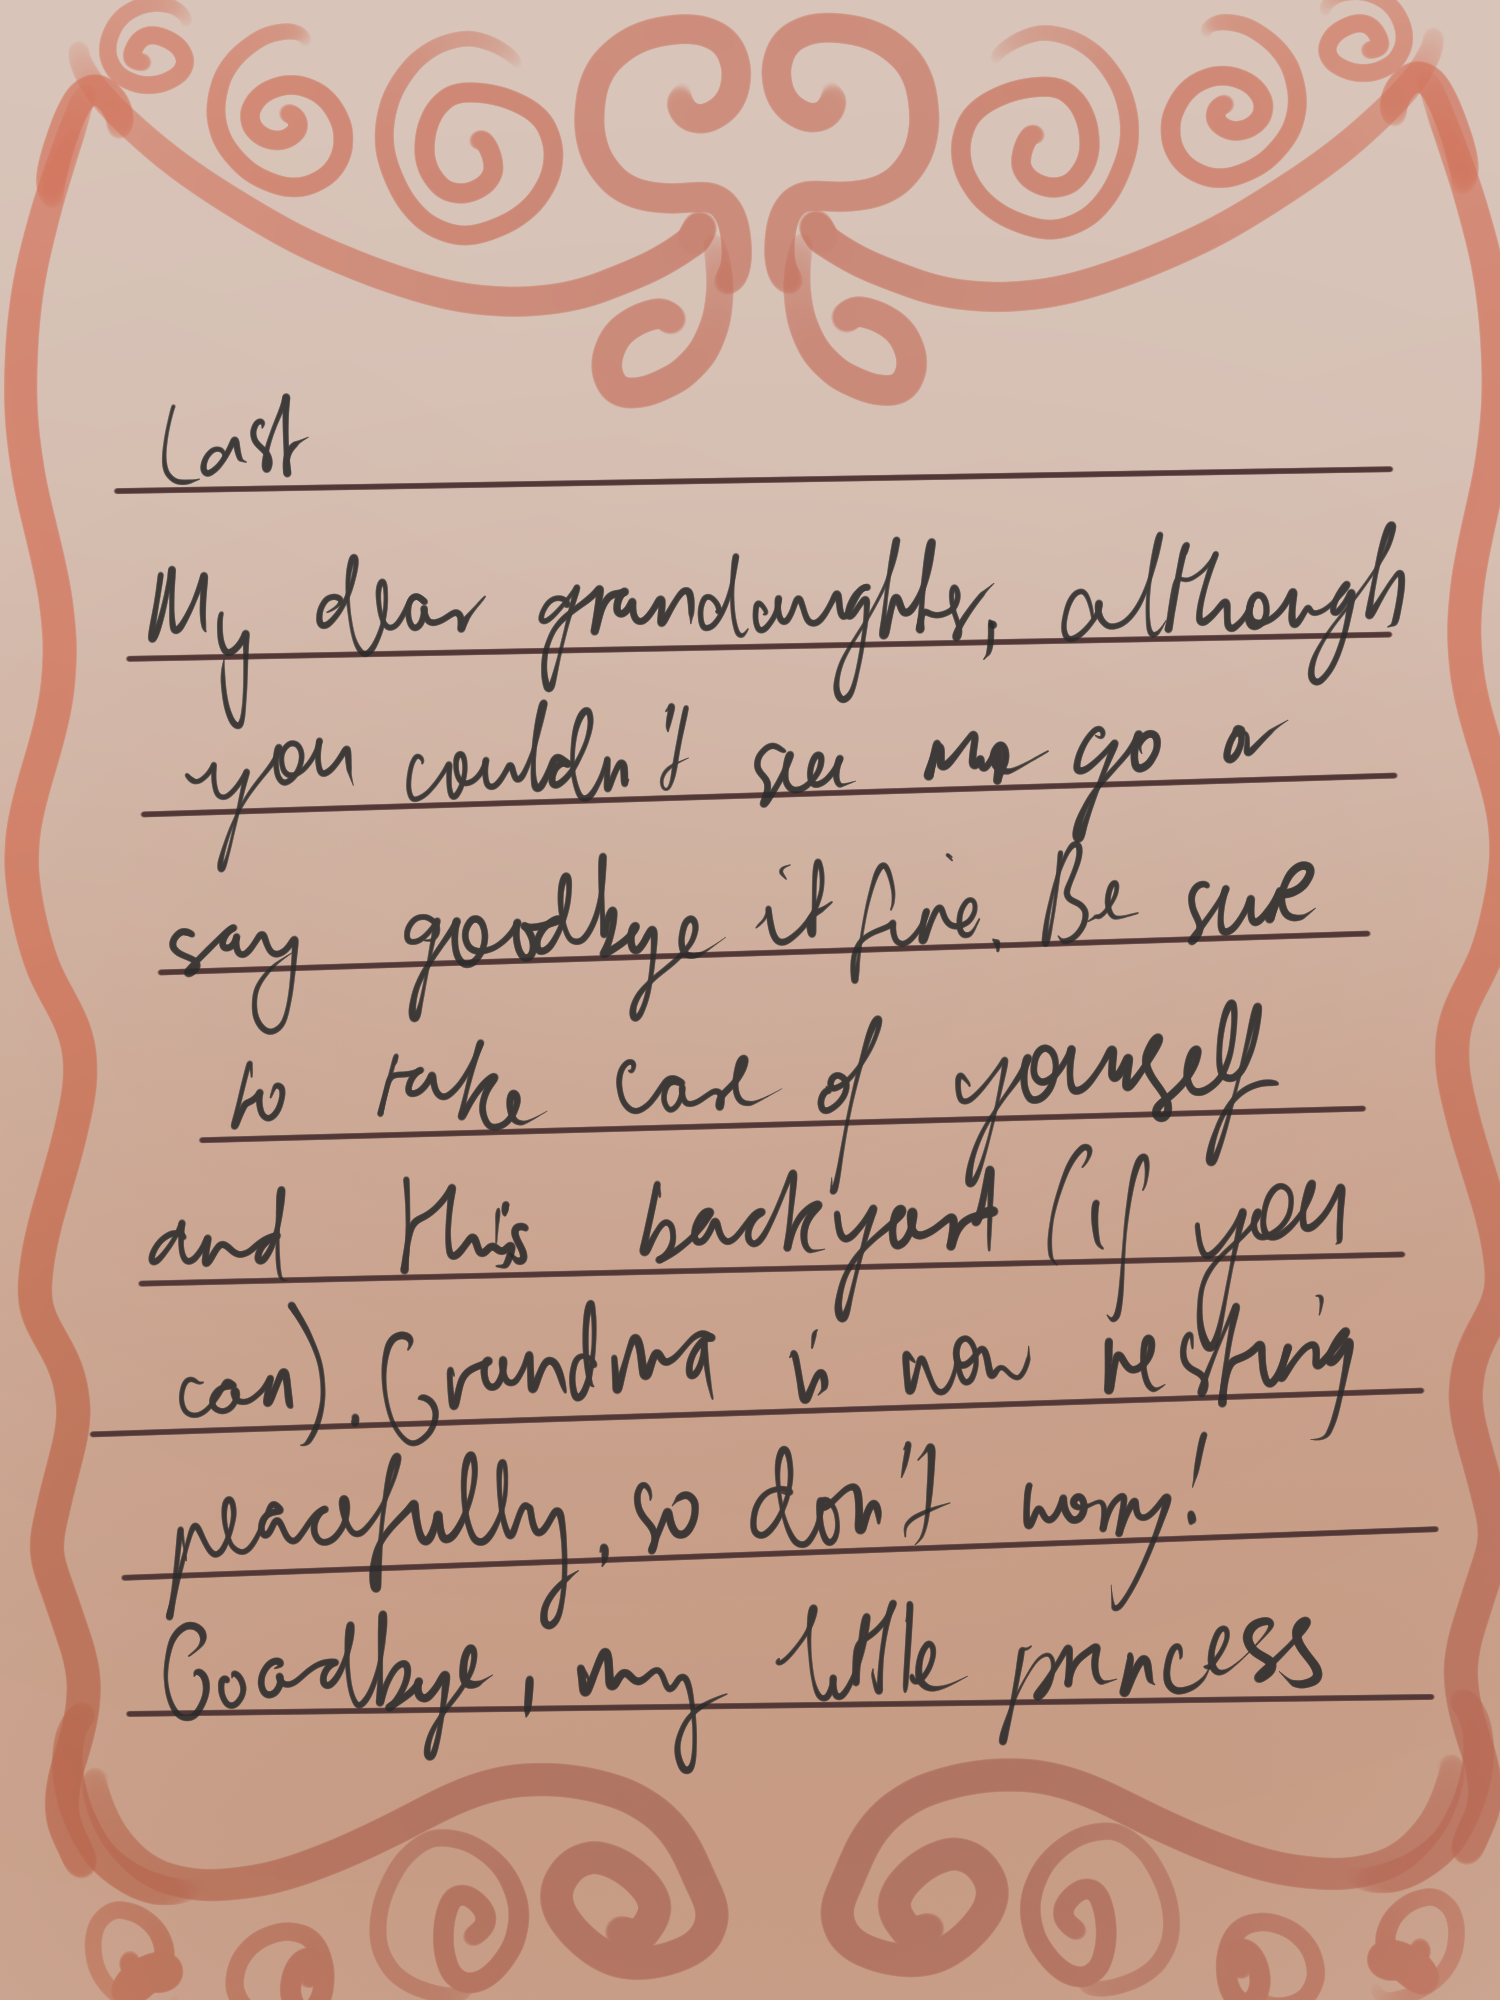 Last
My dear grandaughter, although
you couldn't see me go or
say goodbye it fine. Be sure
to take care of yourself
and this backyard (if you
can). Grandma is now resting
peacefully, so don't worry!
Goodbye, my little princess